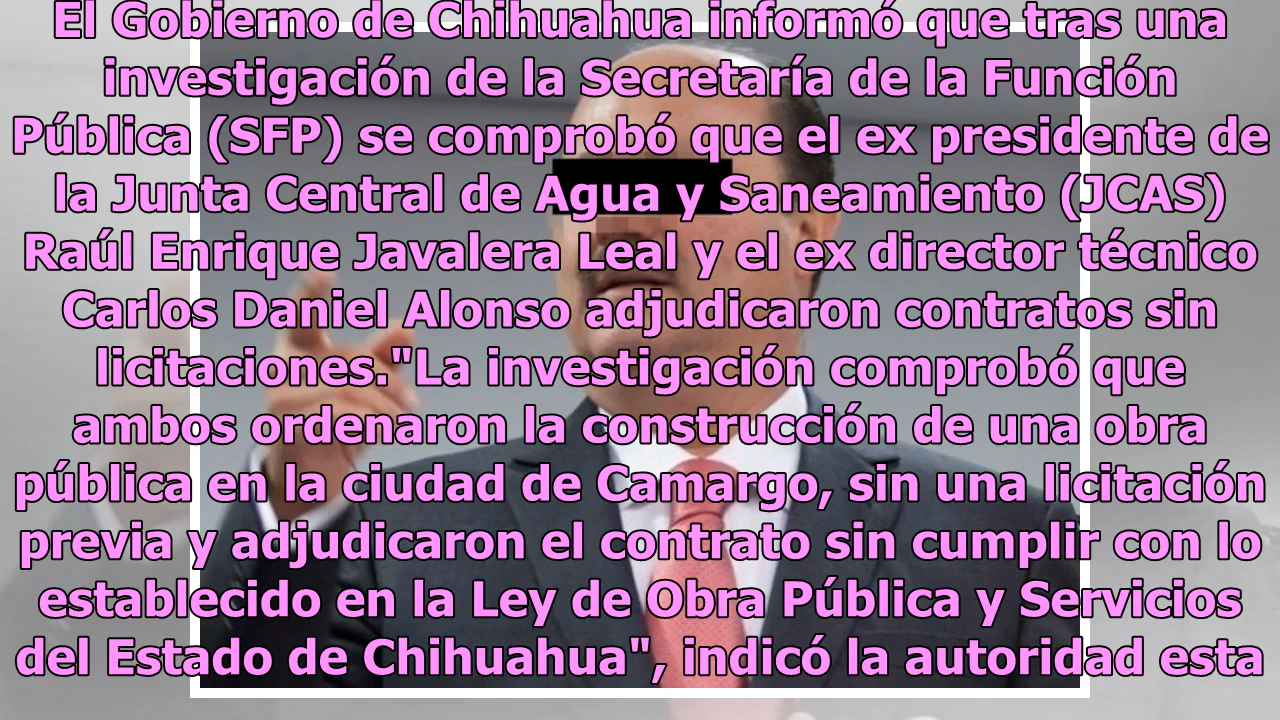 El Gobierno de Chihuahua informó que tras una
investigación de la Secretaría de la Función
Pública (SFP) se comprobó que el ex presidente de
la Junta Central de Agua y Saneamiento (JCAS)
Raúl Enrique Javalera Leal y el ex director técnico
Carlos Daniel Alonso adjudicaron contratos sin
licitaciones."La investigación comprobó que
ambos ordenaron la construcción de una obra
pública en la ciudad de Camargo, sin una licitación
previa y adjudicaron el contrato sin cumplir con lo
establecido en la Ley de Obra Pública y Servicios
del Estado de Chihuahua", indicó la autoridad esta